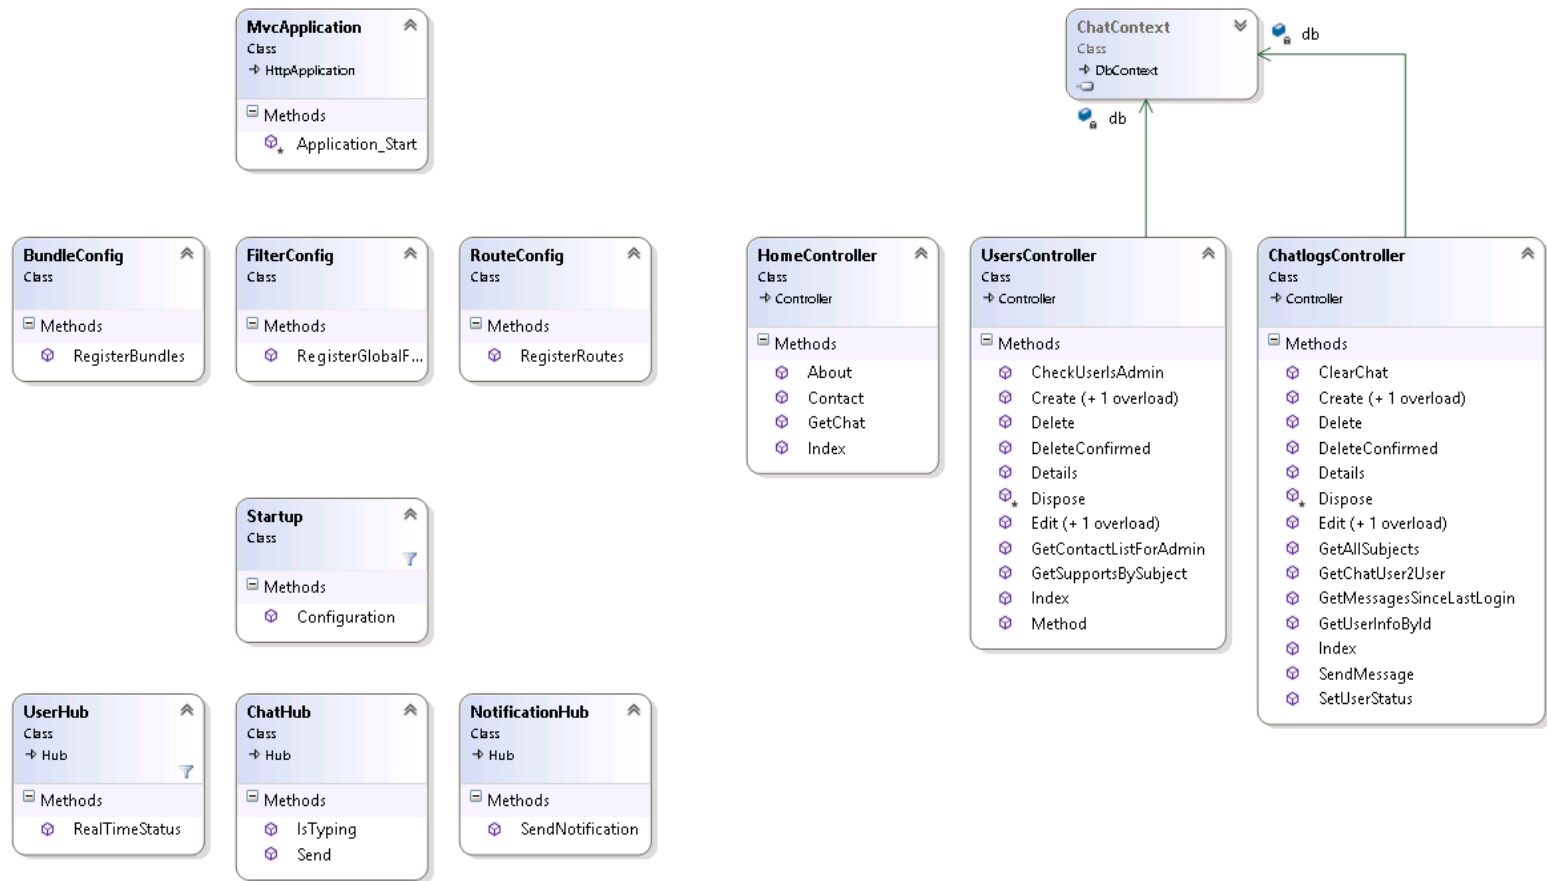 MvcApplication
Class
HttpApplication
Methods
Application_Start
ChatContext
Class
DbContext
db
db
BundleConfig
Class
Methods
RegisterBundles
FilterConfig
Class
Methods
RegisterGlobalF...
RouteConfig
Class
Methods
RegisterRoutes
HomeController
Class
Controller
Methods
About
Contact
GetChat
Index
UsersController
Class
Controller
Methods
CheckUserIsAdmin
Create (+ 1 overload)
Delete
DeleteConfirmed
Details
Dispose
Edit (+ 1 overload)
GetContactListForAdmin
GetSupportsBySubject
Index
Method
ChatlogsController
Class
Controller
Methods
ClearChat
Create (+ 1 overload)
Delete
DeleteConfirmed
Details
Dispose
Edit (+ 1 overload)
GetAllSubjects
GetChatUser2User
GetMessagesSinceLastLogin
GetUserInfoById
Index
SendMessage
SetUserStatus
Startup
Class
Methods
Configuration
UserHub
Class
Hub
Methods
RealTimeStatus
ChatHub
Class
Hub
Methods
IsTyping
Send
NotificationHub
Class
Hub
Methods
SendNotification